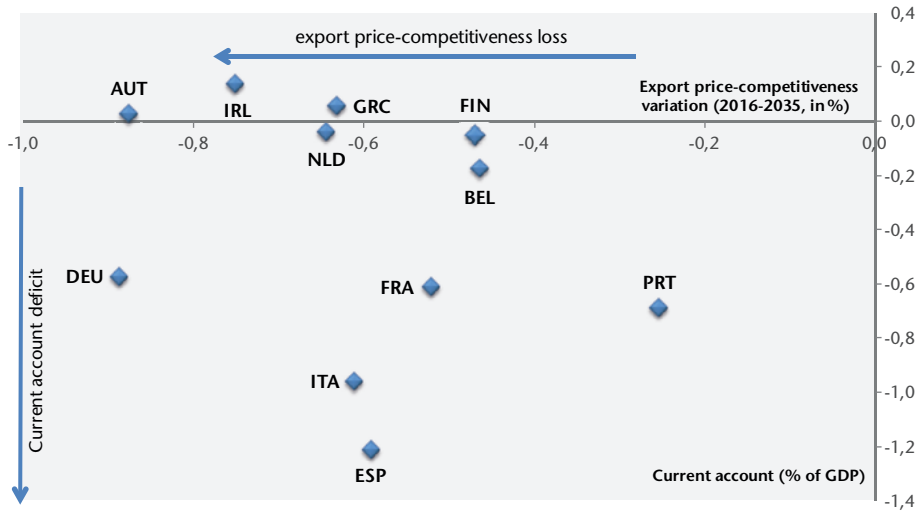 0,4
export price-competitiveness loss
0,2
AUT
IRL
GRC
FIN
Export price-competitiveness
variation (2016-2035, in %)
0,0
-1,0
-0,8
-0,6
-0,4
-0,2
0,0
NLD
-0,2
BEL
-0,4
DEU
FRA
PRT
-0,6
Current account deficit
-0,8
ITA
-1,0
-1,2
ESP
Current account (% of GDP)
-1,4